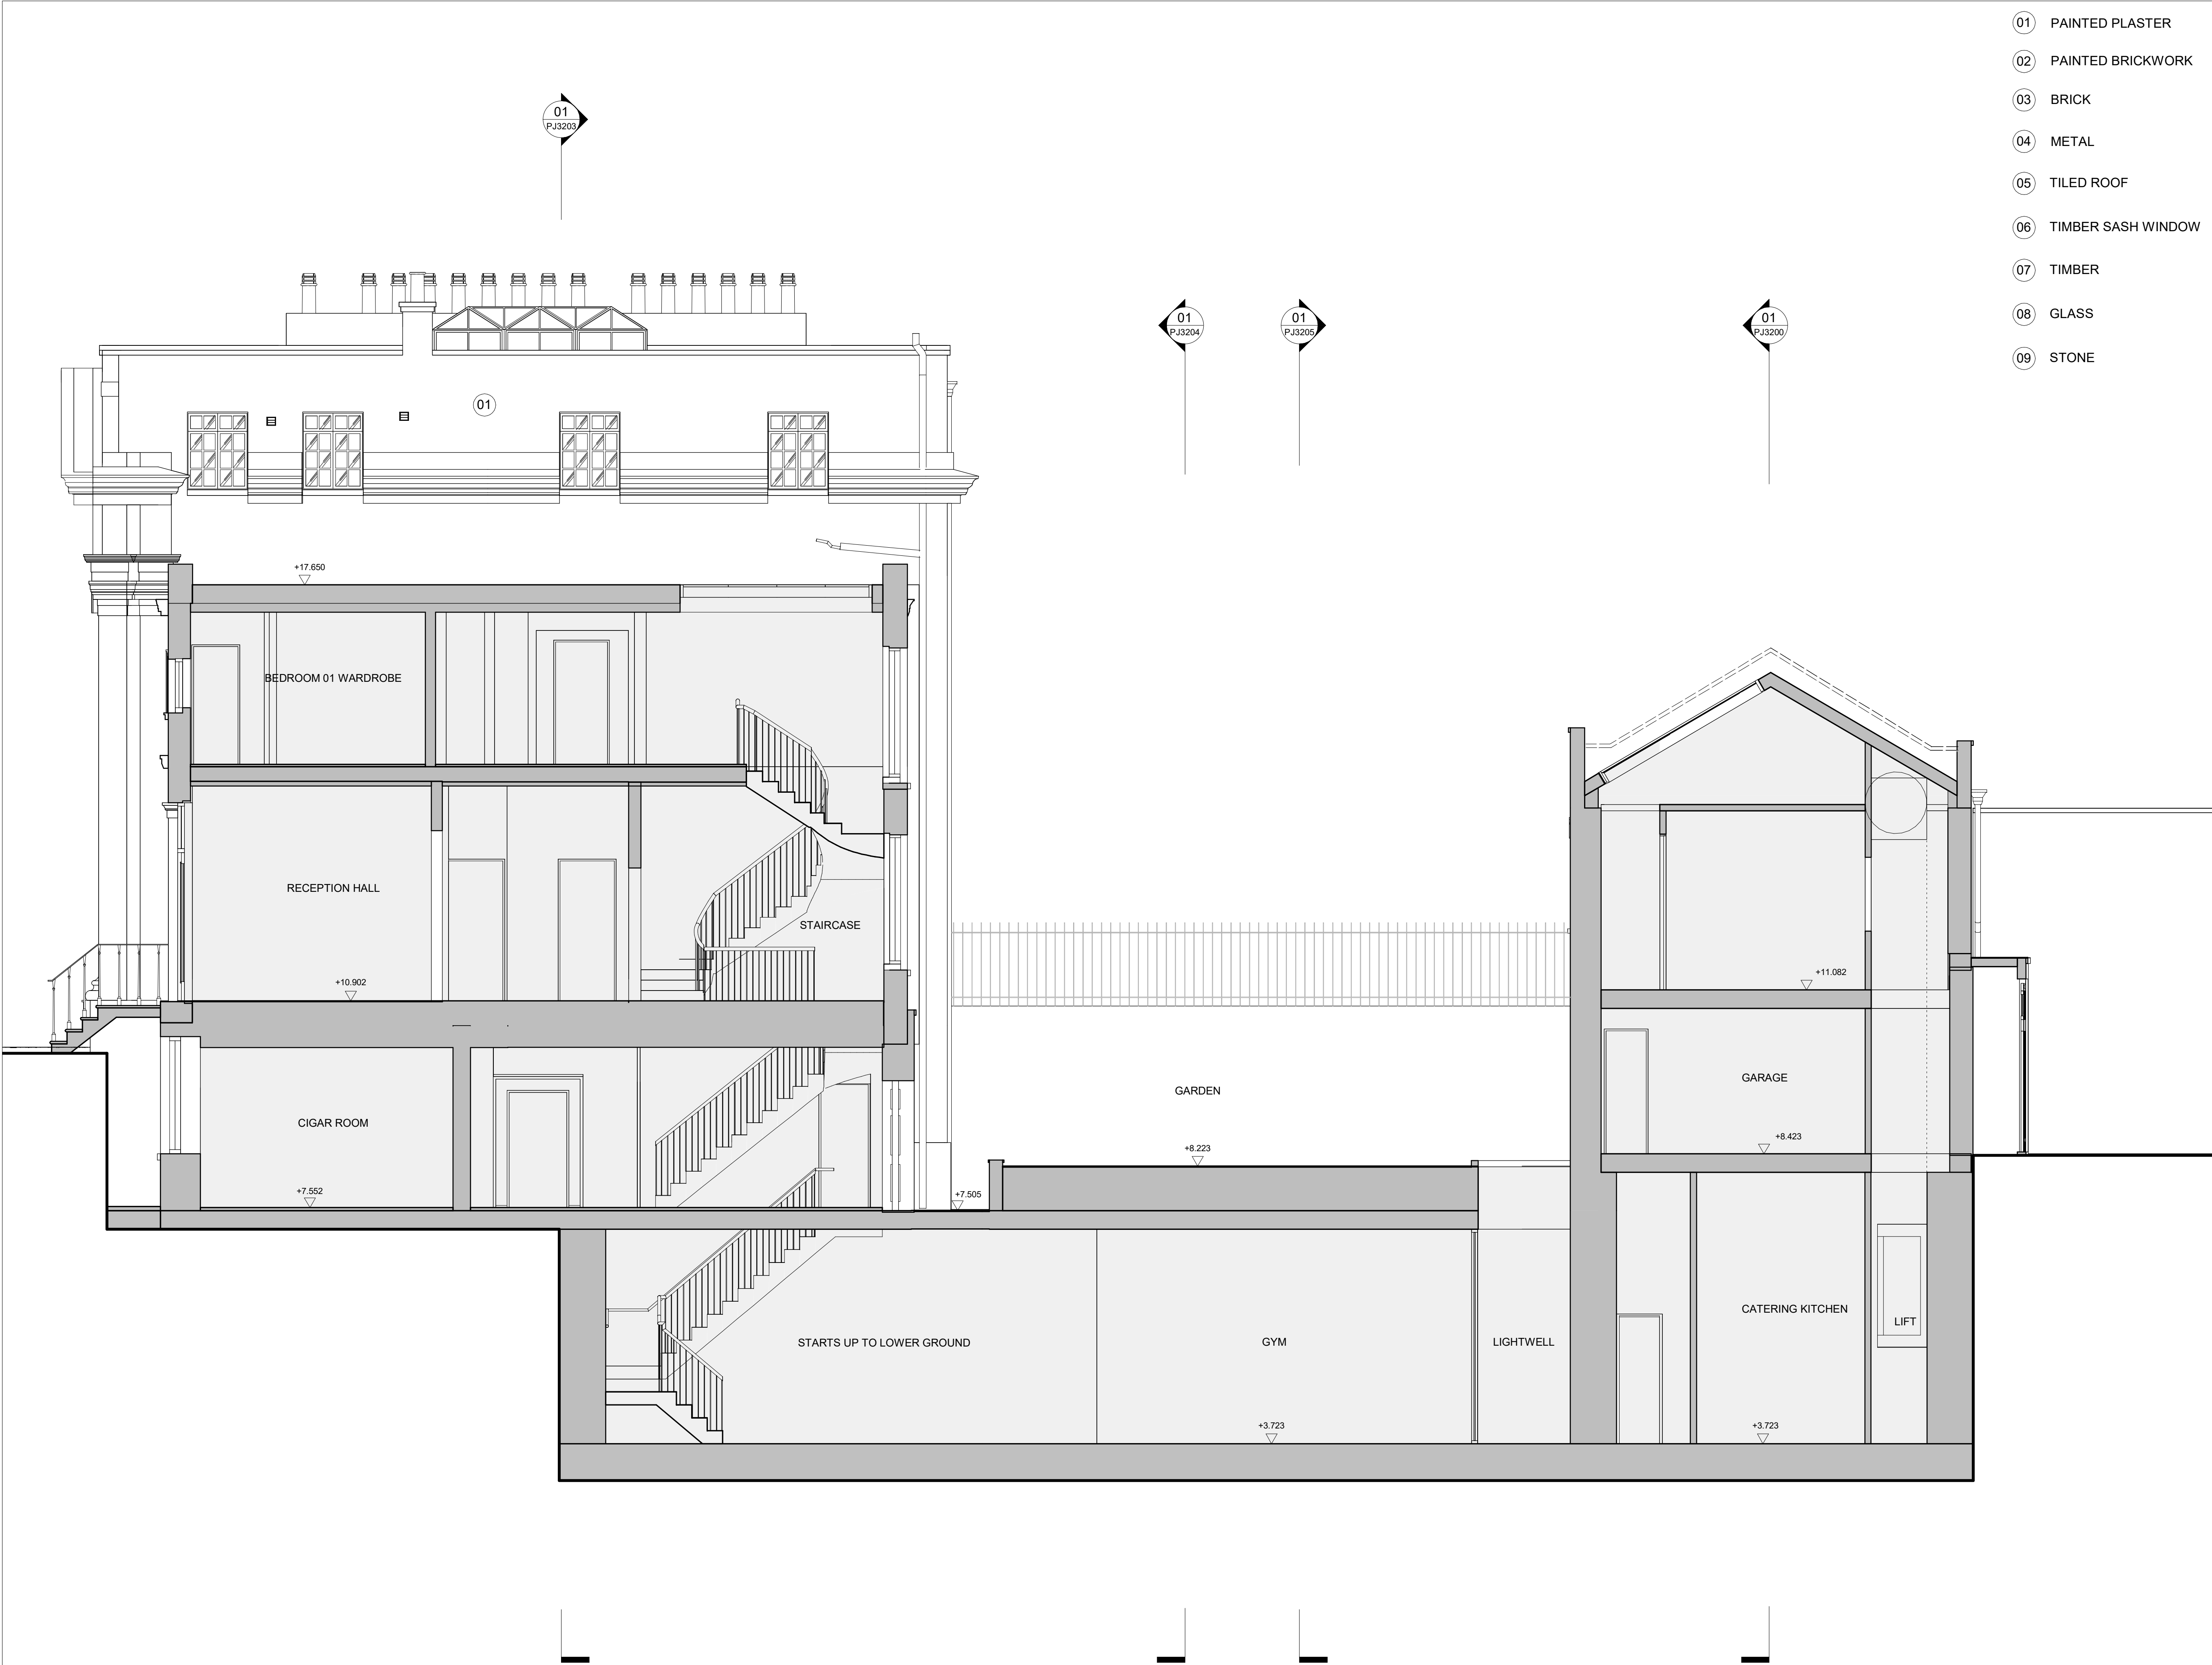 01 PAINTED PLASTER
02 PAINTED BRICKWORK
03 BRICK
04 METAL
05 TILED ROOF
06 TIMBER SASH WINDOW
07 TIMBER
08 GLASS
09 STONE
01
PJ3203
01
PJ3204
01
PJ3205
01
PJ3200
01
+17.650
BEDROOM 01 WARDROBE
RECEPTION HALL
STAIRCASE
+10.902
+11.082
CIGAR ROOM
GARDEN
GARAGE
+8.223
+8.423
+7.552
+7.505
STARTS UP TO LOWER GROUND
GYM
LIGHTWELL
CATERING KITCHEN
LIFT
+3.723
+3.723